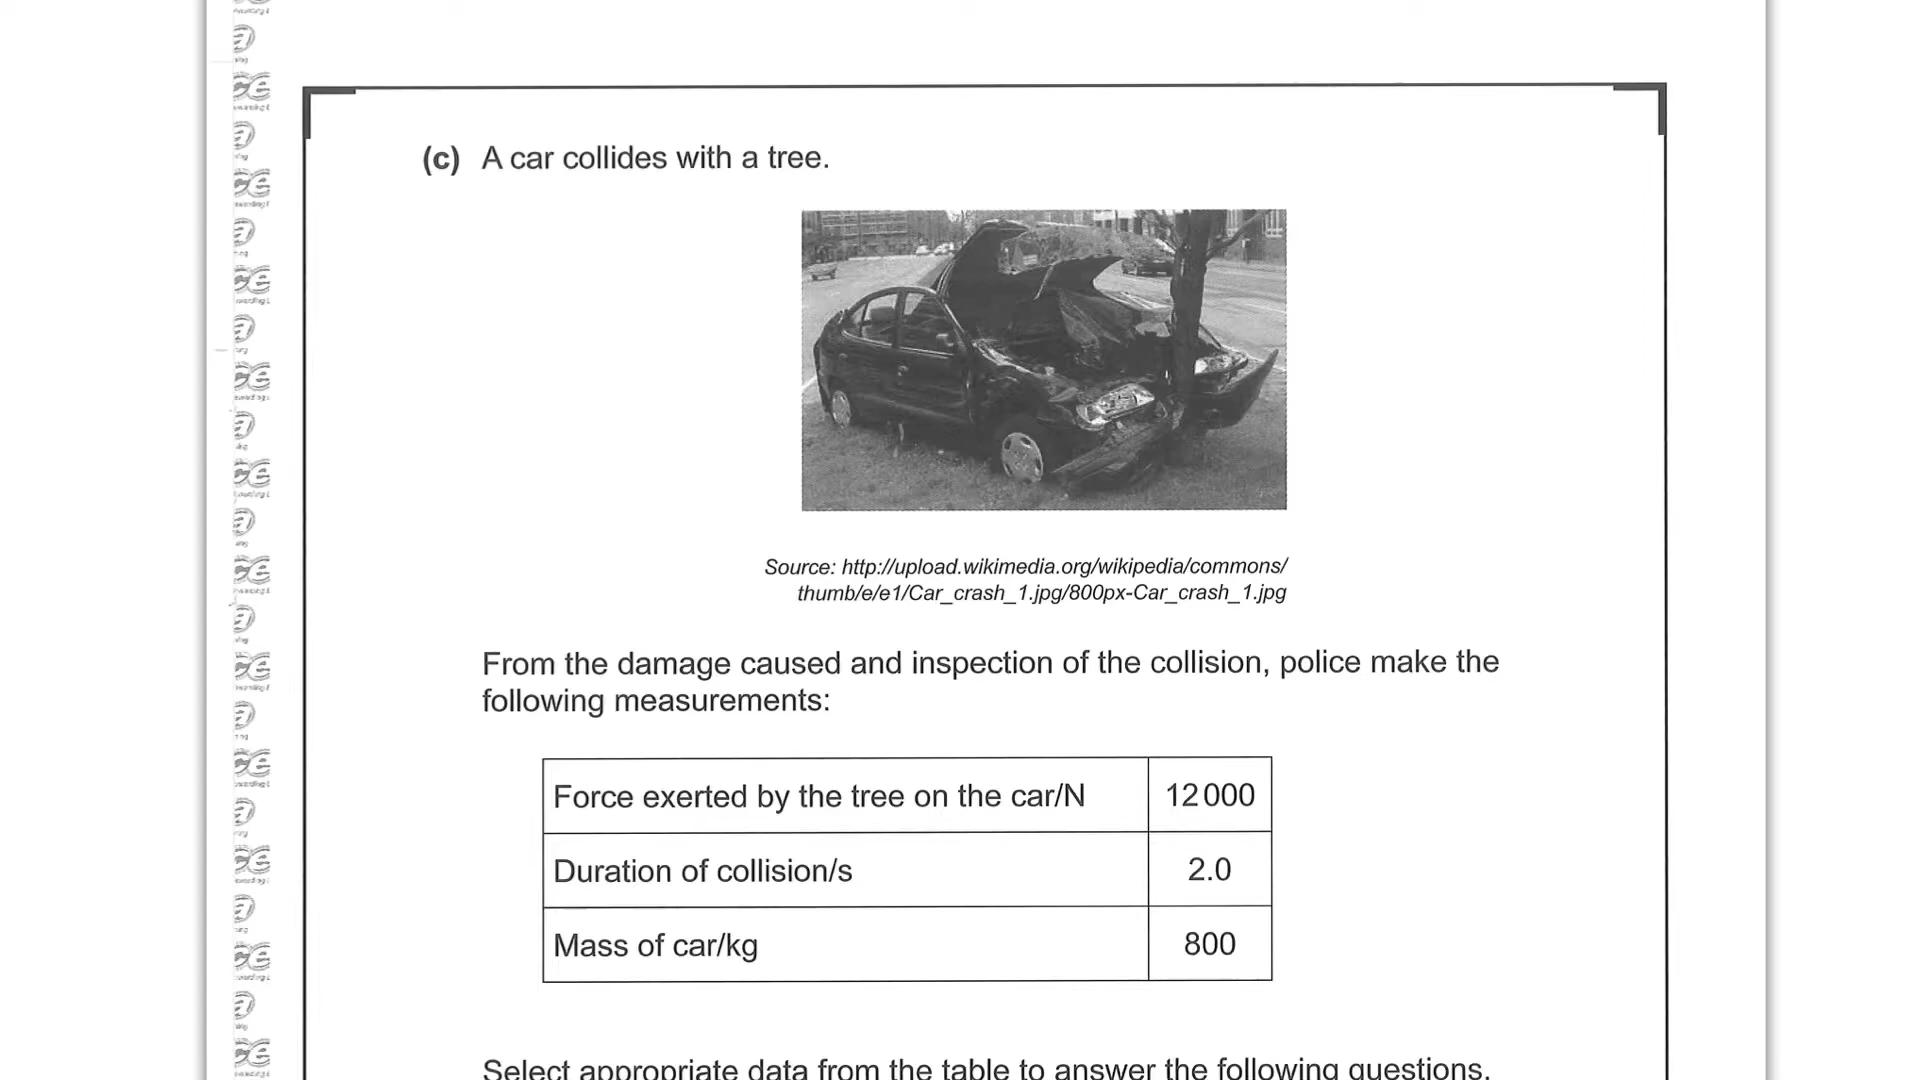 (c) A car collides with a tree.
Source: http://upload.wikimedia.org/wikipedia/commons/
thumb/e/e1/Car_crash_1.jpg/800px-Car_crash_1.jpg
From the damage caused and inspection of the collision, police make the
following measurements:
Force exerted by the tree on the car/N 12 000
Duration of collision/s 2.0
Mass of car/kg 800
Select appropriate data from the table to answer the following questions.